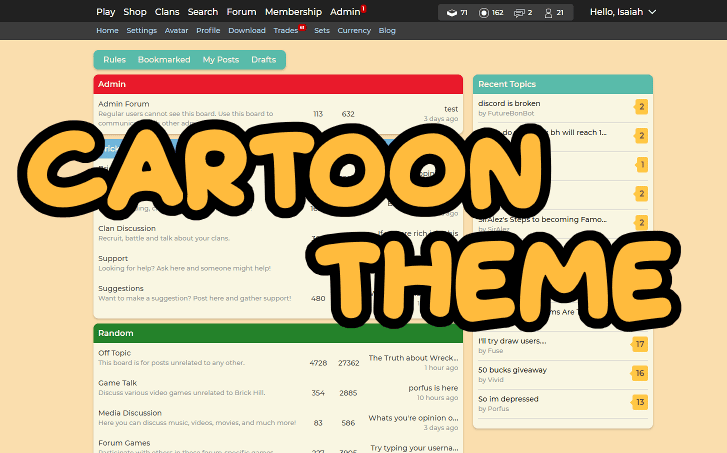 Play Shop Clans Search Forum Membership Admin 1 71 162 2 21 Hello, Isaiah
Home Settings Avatar Profile Download Trades Sets Currency Blog
Rules Bookmarked My Posts Drafts
Admin
Admin Forum
Regular users cannot see this board. Use this board to
113 632
test
3 days ago
CARTOON
THEME
Clan Discussion
Recruit, battle and talk about your clans.
Support
Looking for help? Ask here and someone might help!
Suggestions
Want to make a suggestion? Post here and gather support!
480
Random
Off Topic
This board is for posts unrelated to any other.
4728 27362
The Truth about Wreck...
1 hour ago
Game Talk
Discuss various video games unrelated to Brick Hill.
354 2885
porfus is here
10 hours ago
Media Discussion
Here you can discuss music, videos, movies, and much more!
83 586
Whats you're opinion o...
3 days ago
Forum Games
Try typing your userna...
Recent Topics
discord is broken
by FutureBonBot
2
bh will reach 1...
2
1
2
SirAlez's Steps to becoming Famo...
by SirAlez
2
I'll try draw users....
by Fuse
17
50 bucks giveaway
by Vivid
16
So im depressed
by Porfus
13